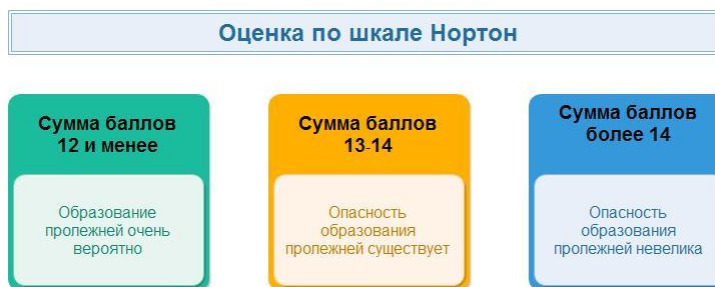 Оценка по шкале Нортон
Сумма баллов
12 и менее
Образование
пролежней очень
вероятно
Сумма баллов
13-14
Опасность
образования
пролежней существует
Сумма баллов
более 14
Опасность
образования
пролежней невелика